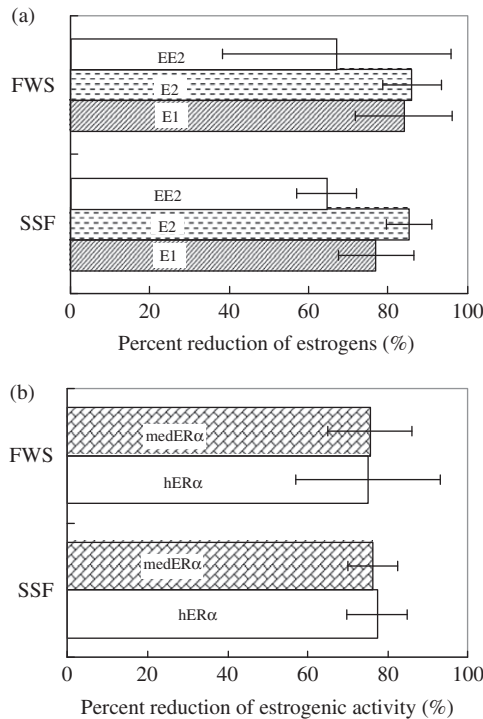 (a)
FWS
EE2
E2
E1
SSF
EE2
E2
E1
0 20 40 60 80 100
Percent reduction of estrogens (%)
(b)
FWS
medERα
hERα
SSF
medERα
hERα
0 20 40 60 80 100
Percent reduction of estrogenic activity (%)